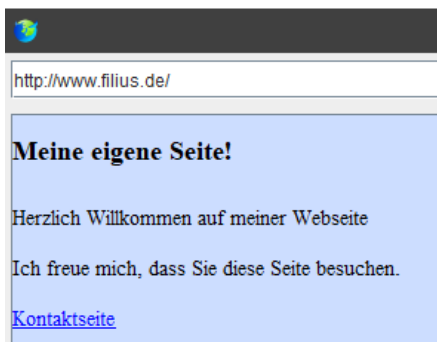 http://www.filius.de/
Meine eigene Seite!
Herzlich Willkommen auf meiner Webseite
Ich freue mich, dass Sie diese Seite besuchen.
Kontaktseite